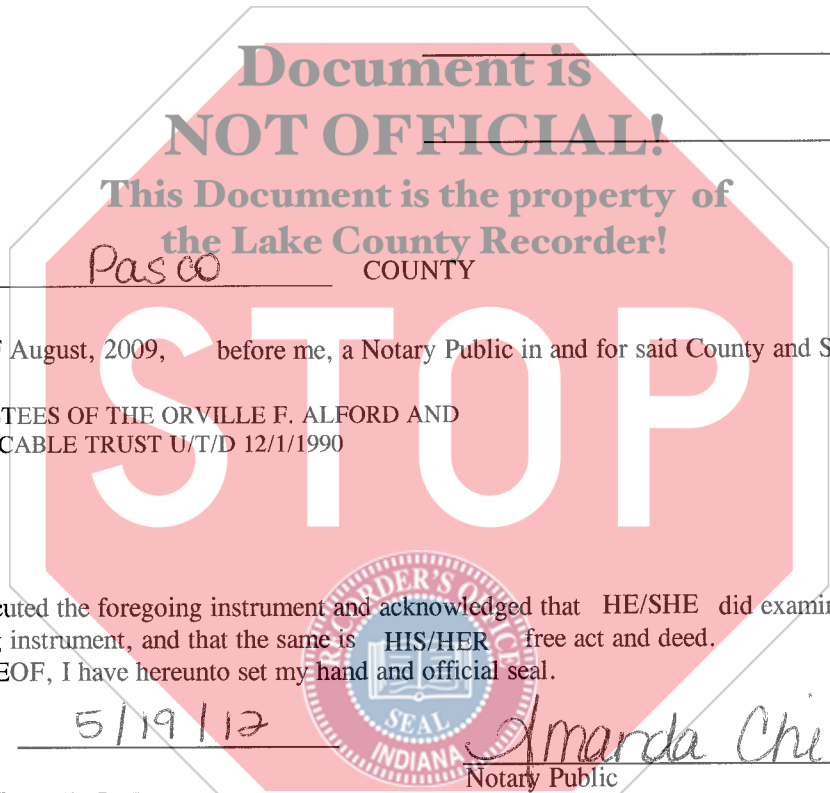 Document is
NOT OFFICIAL!
This Document is the property of
the Lake County Recorder!
Pasco COUNTY
August, 2009, before me, a Notary Public in and for said County and S
TEES OF THE ORVILLE F. ALFORD AND
CABLE TRUST U/T/D 12/1/1990
STOP
cuted the foregoing instrument and acknowledged that HE/SHE did examin
instrument, and that the same is HIS/HER free act and deed.
EOF, I have hereunto set my hand and official seal.
RECORDER'S OFFICE
SEAL
INDIANA
5/19/12 Amanda Chi
Notary Public